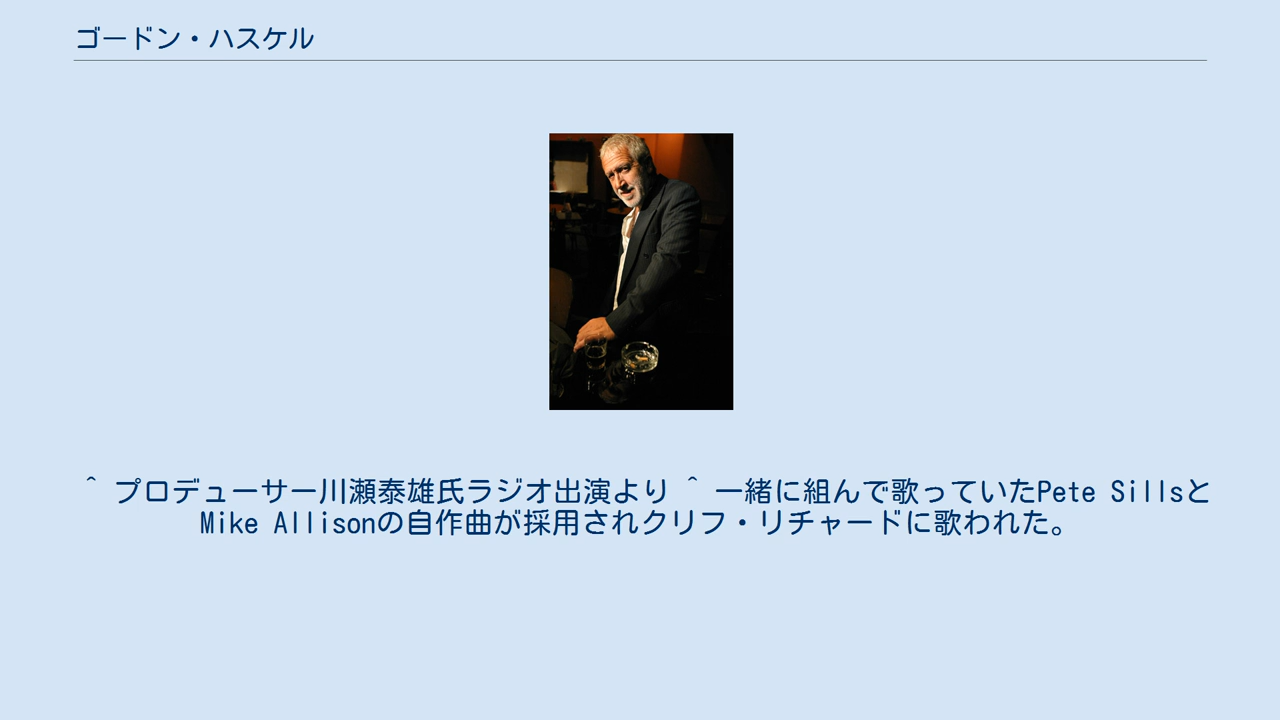 ゴードン・ハスケル
^ プロデューサー川瀬泰雄氏ラジオ出演より ^ 一緒に組んで歌っていたPete Sillsと
Mike Allisonの自作曲が採用されクリフ・リチャードに歌われた。